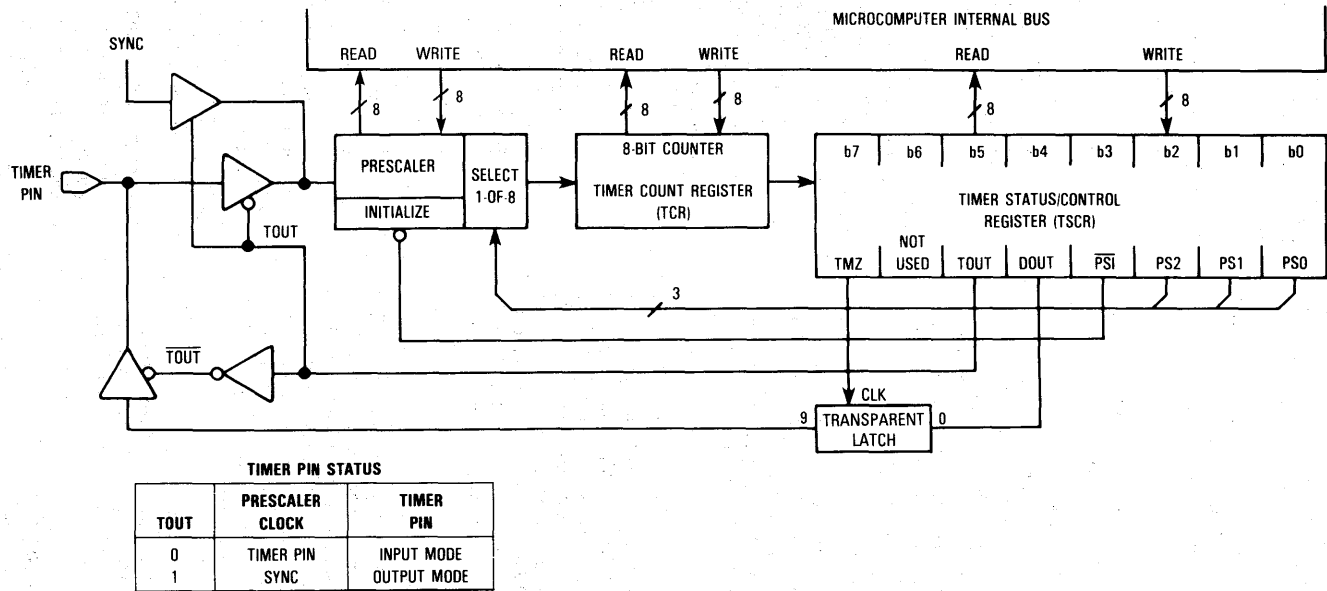 MICROCOMPUTER INTERNAL BUS
SYNC
READ WRITE READ WRITE READ WRITE
8 8 8 8 8 8
TIMER
PIN
PRESCALER
INITIALIZE
SELECT
1-OF-8
8-BIT COUNTER
TIMER COUNT REGISTER
(TCR)
b7 b6 b5 b4 b3 b2 b1 b0
TIMER STATUS/CONTROL
REGISTER (TSCR)
TMZ NOT USED TOUT DOUT PSI PS2 PS1 PS0
TOUT
3
TOUT
CLK
9 TRANSPARENT LATCH 0
TIMER PIN STATUS
TOUT PRESCALER CLOCK TIMER PIN
0 TIMER PIN INPUT MODE
1 SYNC OUTPUT MODE